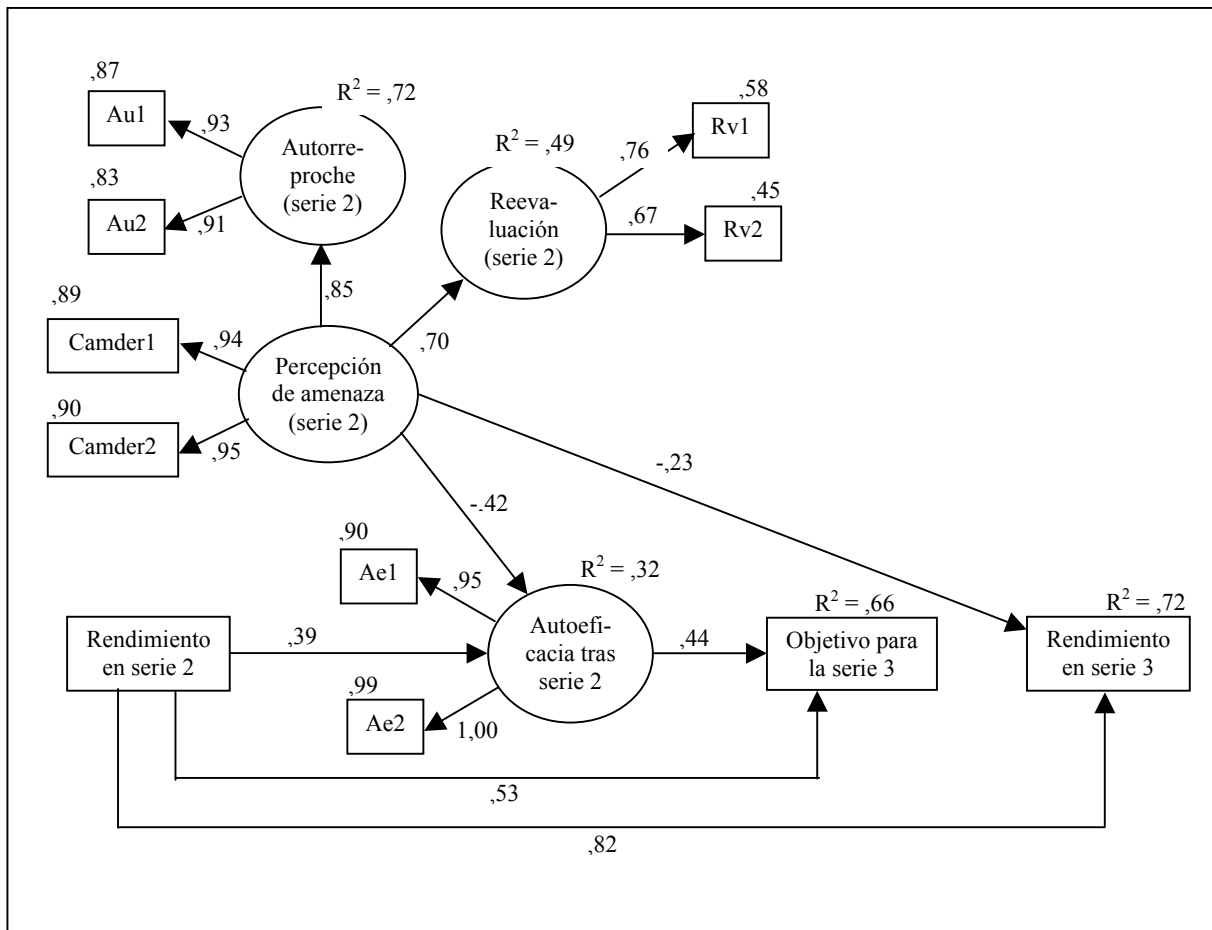 ,87
R² = ,72
Au1
,93
Autorre-
proche
(serie 2)
,83
Au2
,91
,58
Rv1
R² = ,49
,76
Reeva-
luación
(serie 2)
,45
Rv2
,67
,85
,70
,89
Camder1
,94
Percepción
de amenaza
(serie 2)
,90
Camder2
,95
-,23
-.42
,90
Ae1
,95
R² = ,32
Autoefi-
cacia tras
serie 2
,99
Ae2
1,00
Rendimiento
en serie 2
,39
,44
R² = ,66
Objetivo para
la serie 3
R² = ,72
Rendimiento
en serie 3
,53
,82